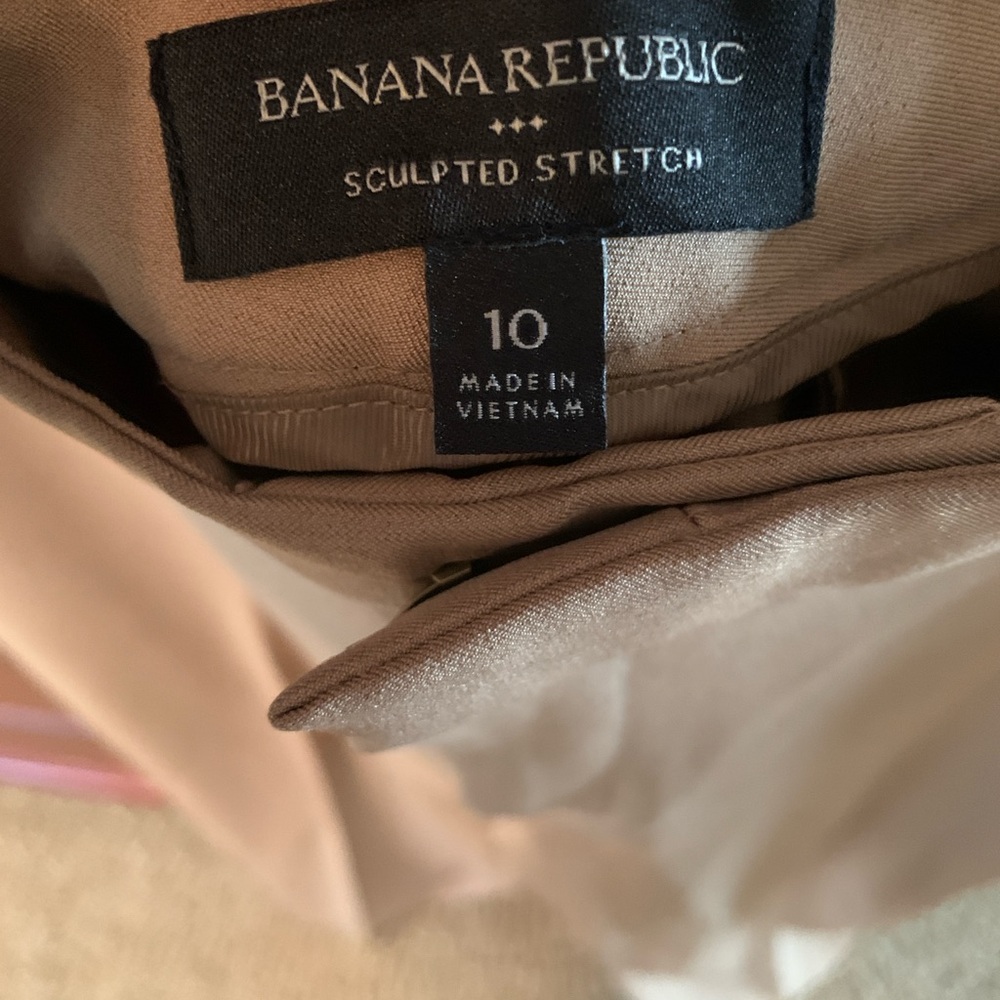 BANANA REPUBLIC
SCULPTED STRETCH
10
MADE IN
VIETNAM